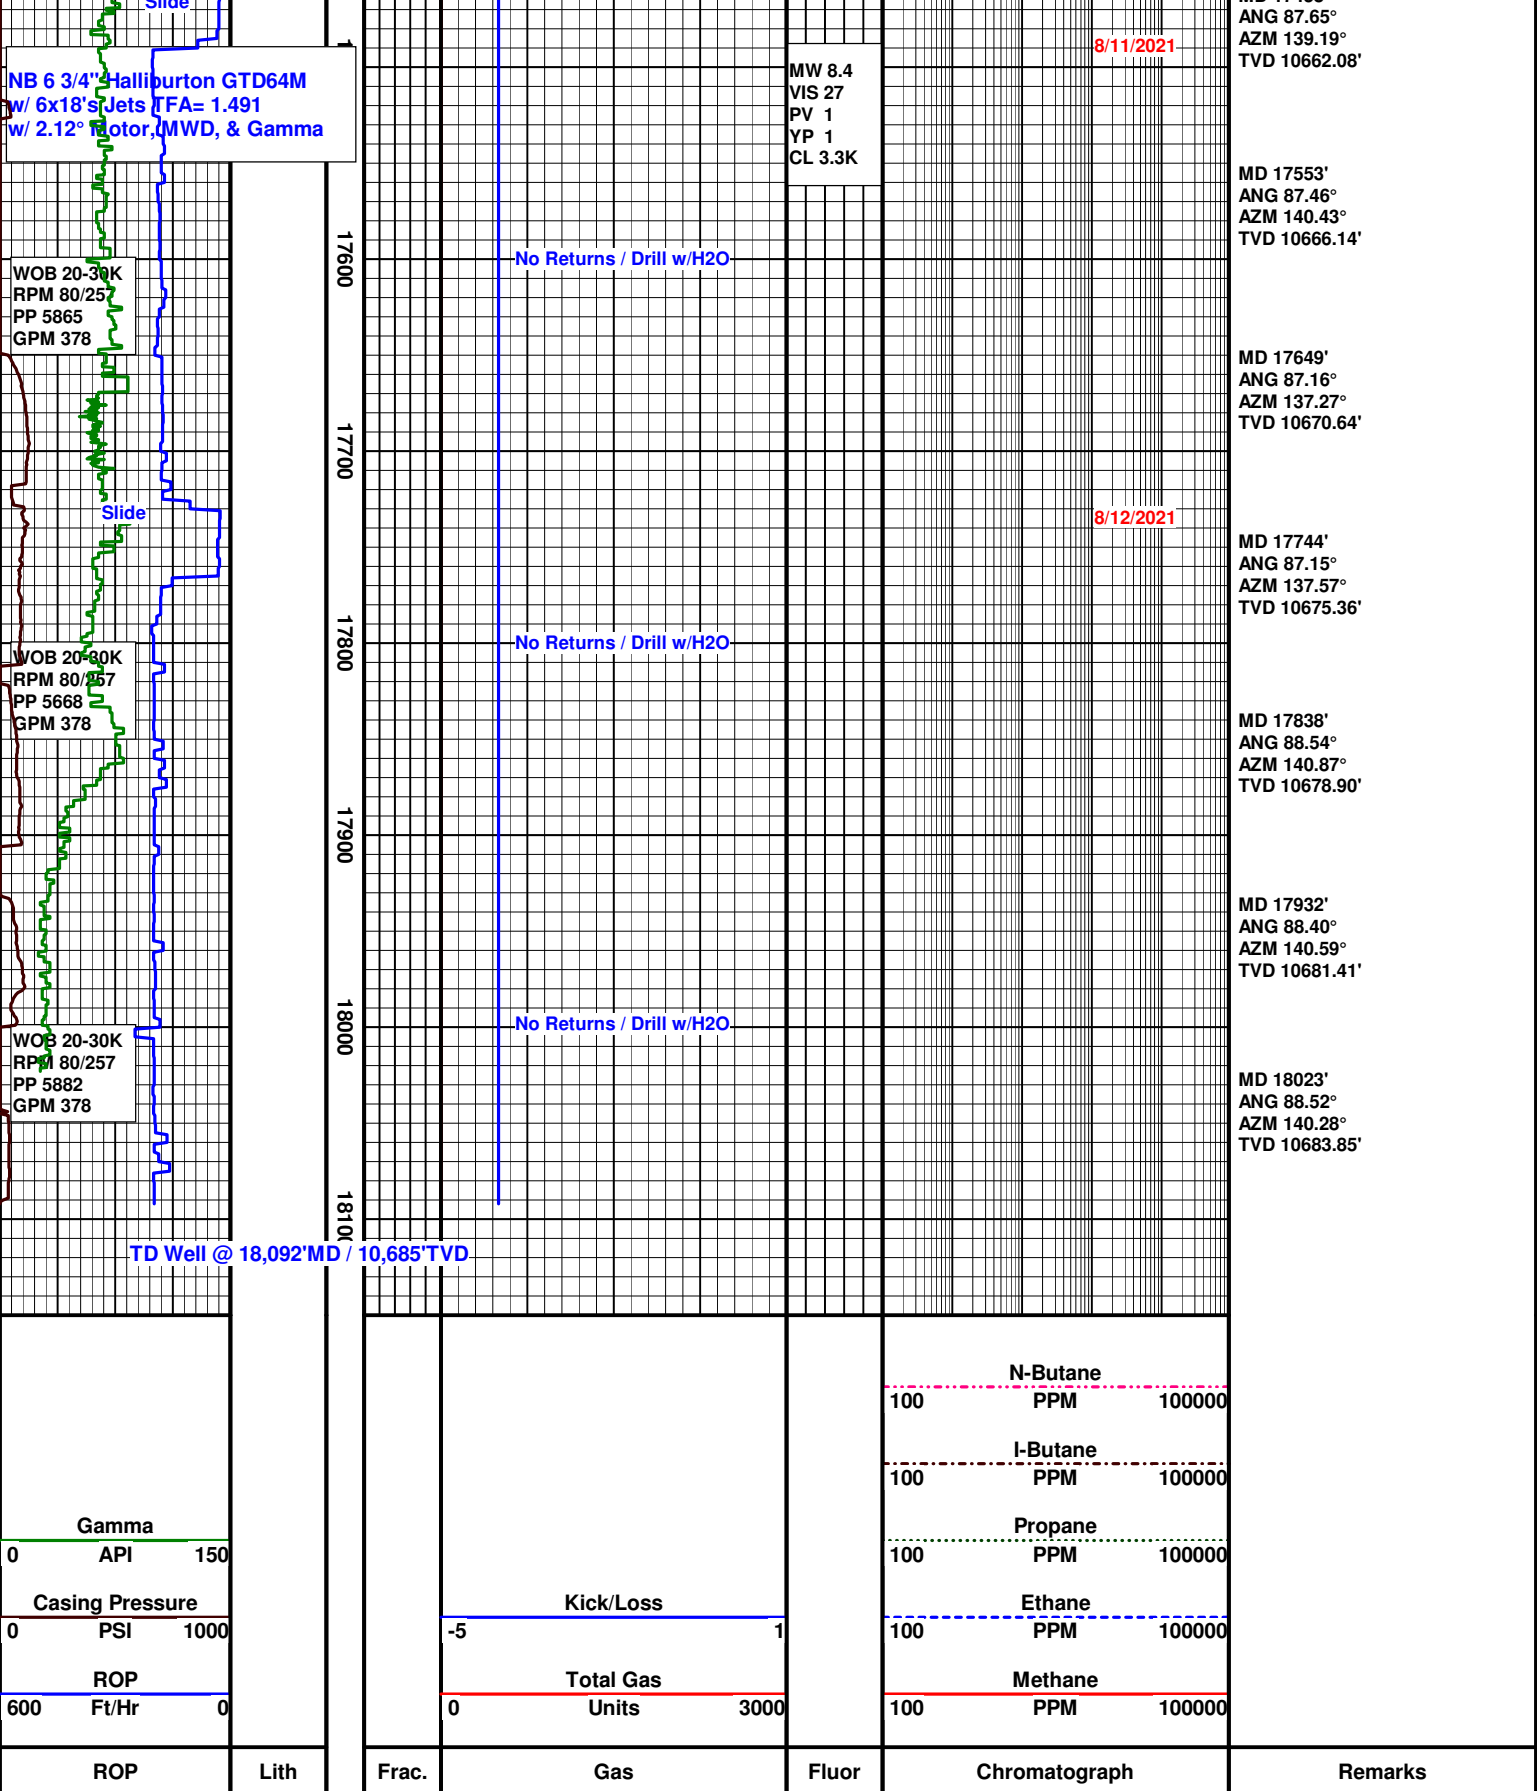 Slide
ANG 87.65°
AZM 139.19°
TVD 10662.08'
8/11/2021
NB 6 3/4" Halliburton GTD64M
w/ 6x18's Jets TFA= 1.491
w/ 2.12° Motor, MWD, & Gamma
MW 8.4
VIS 27
PV 1
YP 1
CL 3.3K
MD 17553'
ANG 87.46°
AZM 140.43°
TVD 10666.14'
17600
No Returns / Drill w/H2O
WOB 20-30K
RPM 80/257
PP 5865
GPM 378
MD 17649'
ANG 87.16°
AZM 137.27°
TVD 10670.64'
17700
Slide
8/12/2021
MD 17744'
ANG 87.15°
AZM 137.57°
TVD 10675.36'
17800
No Returns / Drill w/H2O
WOB 20-30K
RPM 80/257
PP 5668
GPM 378
MD 17838'
ANG 88.54°
AZM 140.87°
TVD 10678.90'
17900
MD 17932'
ANG 88.40°
AZM 140.59°
TVD 10681.41'
18000
No Returns / Drill w/H2O
WOB 20-30K
RPM 80/257
PP 5882
GPM 378
MD 18023'
ANG 88.52°
AZM 140.28°
TVD 10683.85'
18100
TD Well @ 18,092'MD / 10,685'TVD
N-Butane
100 PPM 100000
I-Butane
100 PPM 100000
Gamma
0 API 150
Propane
100 PPM 100000
Casing Pressure
0 PSI 1000
Kick/Loss
-5 1
Ethane
100 PPM 100000
ROP
600 Ft/Hr 0
Total Gas
0 Units 3000
Methane
100 PPM 100000
ROP Lith Frac. Gas Fluor Chromatograph Remarks